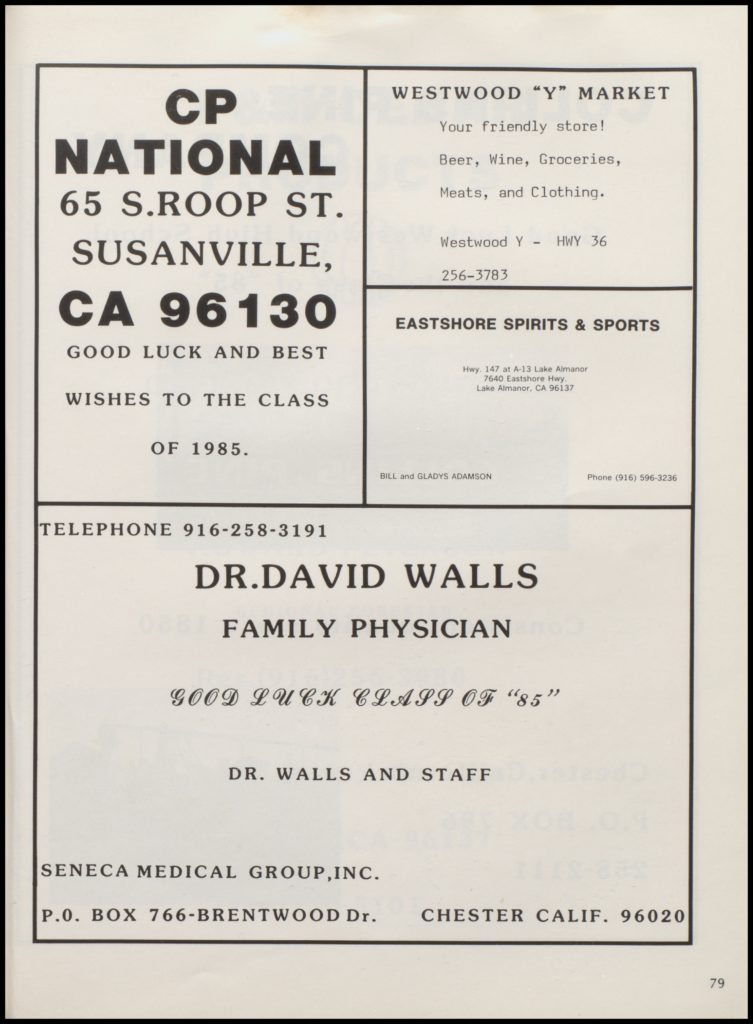 CP
NATIONAL
65 S.ROOP ST.
SUSANVILLE,
CA 96130
GOOD LUCK AND BEST
WISHES TO THE CLASS
OF 1985.
WESTWOOD "Y" MARKET
Your friendly store!
Beer, Wine, Groceries,
Meats, and Clothing.
Westwood Y - HWY 36
256-3783
EASTSHORE SPIRITS & SPORTS
Hwy. 147 at A-13 Lake Almanor
7640 Eastshore Hwy.
Lake Almanor, CA 96137
BILL and GLADYS ADAMSON
Phone (916) 596-3236
TELEPHONE 916-258-3191
DR.DAVID WALLS
FAMILY PHYSICIAN
GOOD LUCK CLASS OF "85"
DR. WALLS AND STAFF
SENECA MEDICAL GROUP,INC.
P.O. BOX 766-BRENTWOOD Dr. CHESTER CALIF. 96020
79